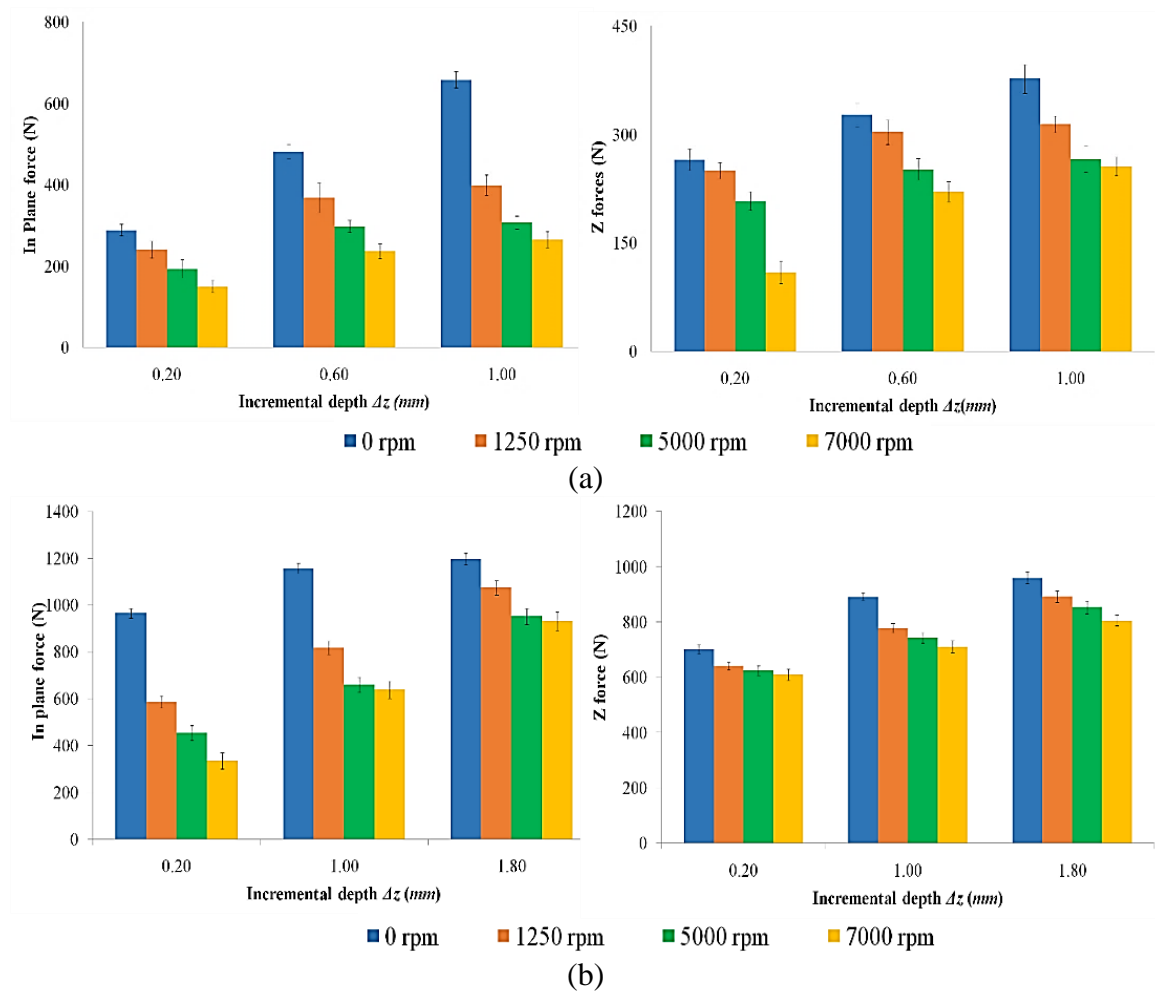 800
600
400
200
0
In Plane force (N)
0.20 0.60 1.00
Incremental depth Δz (mm)
450
300
150
0
Z forces (N)
0.20 0.60 1.00
Incremental depth Δz(mm)
0 rpm 1250 rpm 5000 rpm 7000 rpm
(a)
1400
1200
1000
800
600
400
200
0
In plane force (N)
0.20 1.00 1.80
Incremental depth Δz (mm)
1200
1000
800
600
400
200
0
Z force (N)
0.20 1.00 1.80
Incremental depth Δz (mm)
0 rpm 1250 rpm 5000 rpm 7000 rpm
(b)